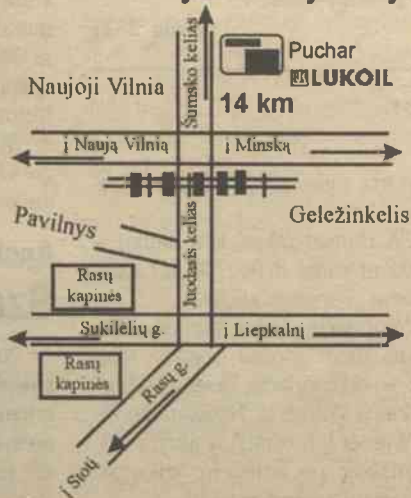 Puchar
LUKOIL
14 km
Šumsko kelias
Naujoji Vilnia
į Naują Vilnią
į Minską
Geležinkelis
Pavilnys
Juodasis kelias
Rasų
kapinės
Sukilėlių g.
į Liepkalnį
Rasų
kapinės
Rasų g.
į Stotį